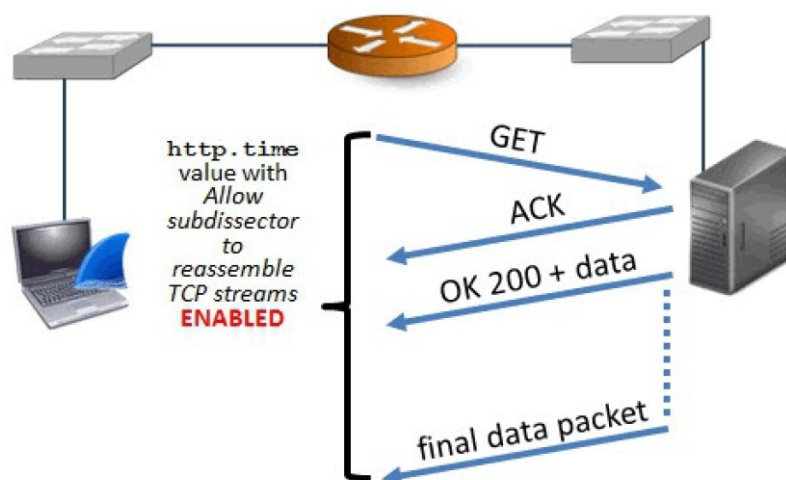 http.time
value with
Allow
subdissector
to
reassemble
TCP streams
ENABLED
GET
ACK
OK 200 + data
final data packet